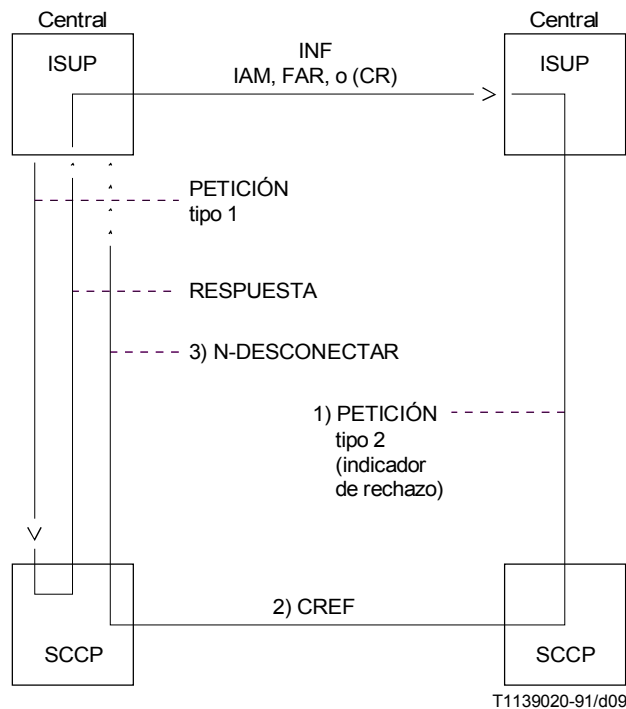 Central
Central
ISUP
INF
IAM, FAR, o (CR)
ISUP
PETICIÓN
tipo 1
RESPUESTA
3) N-DESCONECTAR
1) PETICIÓN
tipo 2
(indicador
de rechazo)
2) CREF
SCCP
SCCP
T1139020-91/d09